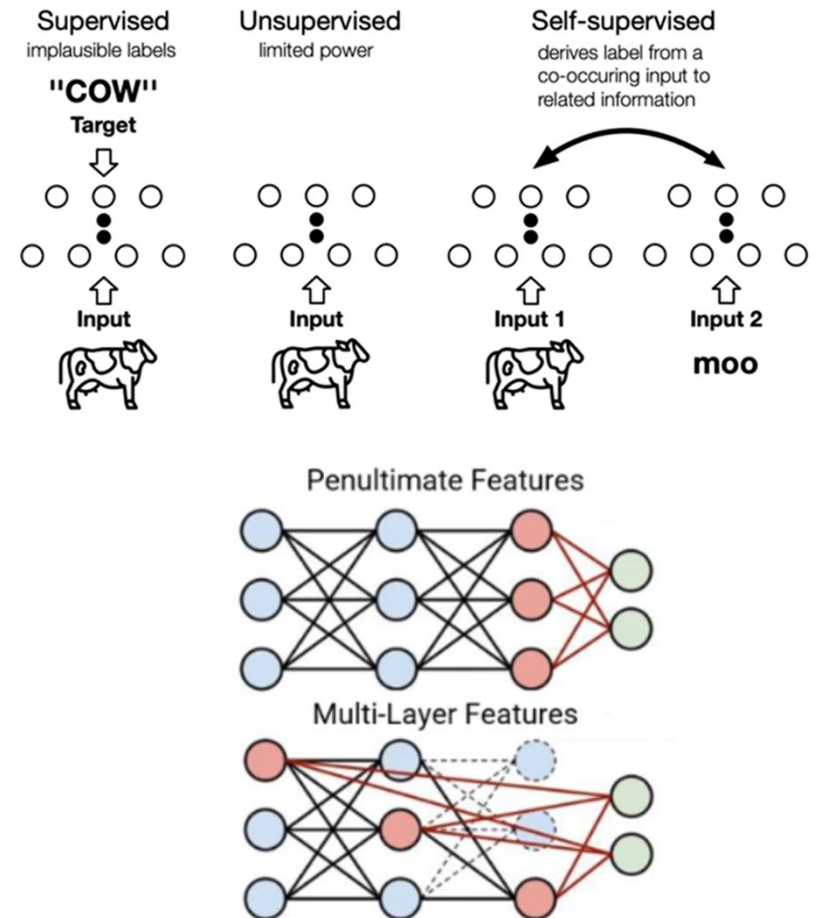 Supervised
implausible labels
"COW"
Target
Input
Unsupervised
limited power
Input
Self-supervised
derives label from a
co-occuring input to
related information
Input 1
Input 2
moo
Penultimate Features
Multi-Layer Features